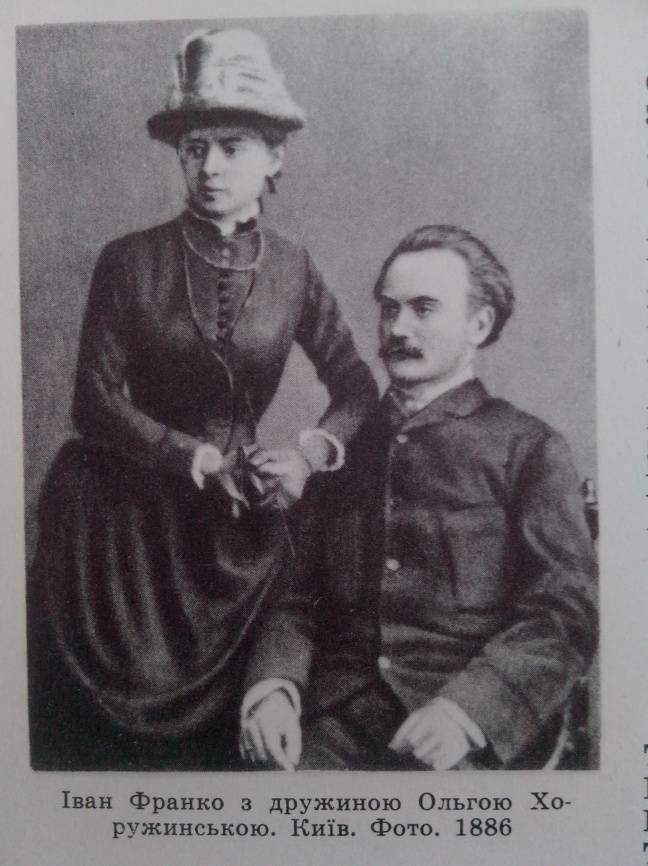 Іван Франко з дружиною Ольгою Хо-
ружинською. Київ. Фото. 1886